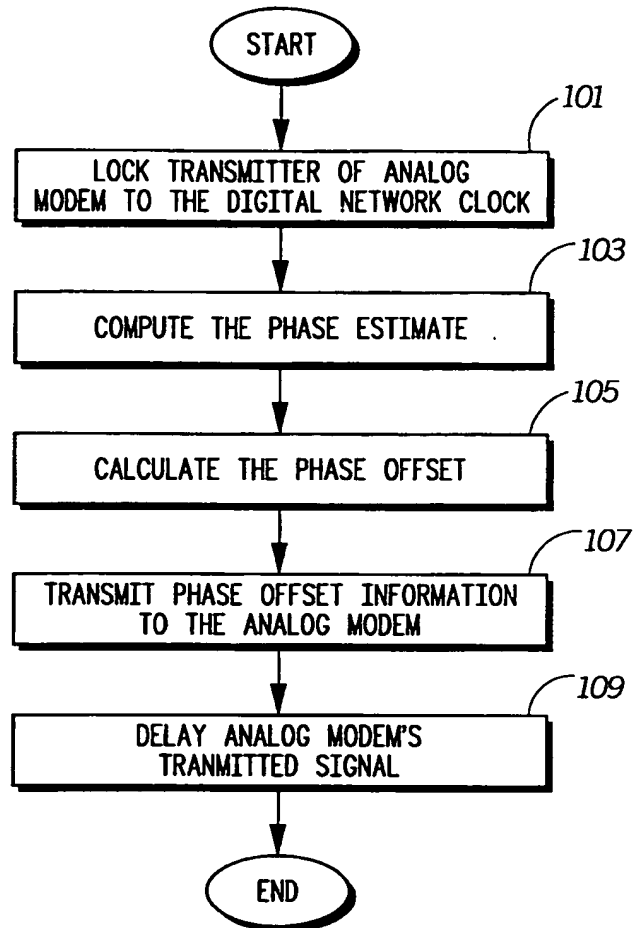 START
101
LOCK TRANSMITTER OF ANALOG
MODEM TO THE DIGITAL NETWORK CLOCK
103
COMPUTE THE PHASE ESTIMATE
105
CALCULATE THE PHASE OFFSET
107
TRANSMIT PHASE OFFSET INFORMATION
TO THE ANALOG MODEM
109
DELAY ANALOG MODEM'S
TRANMITTED SIGNAL
END